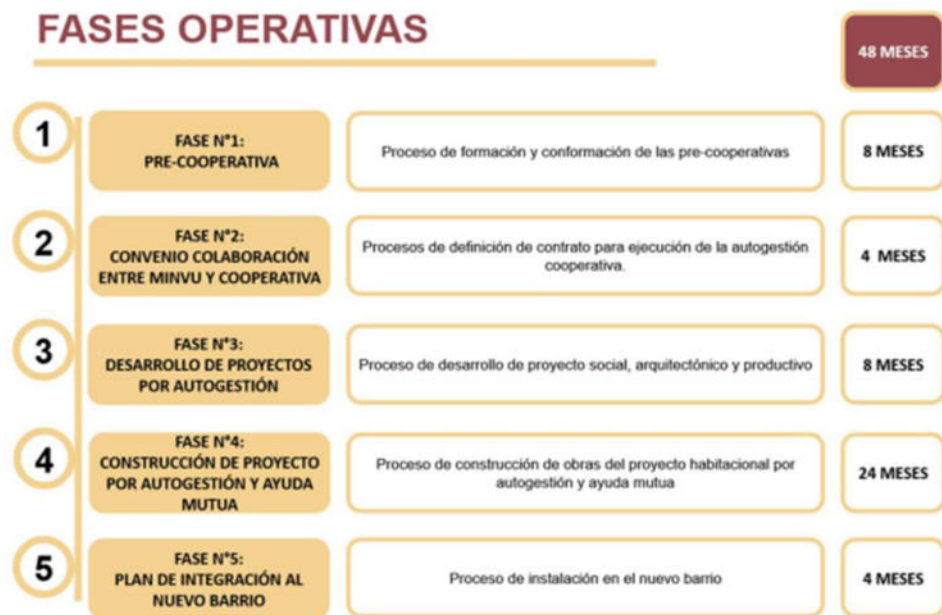 FASES OPERATIVAS
48 MESES
1
FASE N°1:
PRE-COOPERATIVA
Proceso de formación y conformación de las pre-cooperativas
8 MESES
2
FASE N°2:
CONVENIO COLABORACIÓN
ENTRE MINVU Y COOPERATIVA
Procesos de definición de contrato para ejecución de la autogestión
cooperativa.
4 MESES
3
FASE N°3:
DESARROLLO DE PROYECTOS
POR AUTOGESTIÓN
Proceso de desarrollo de proyecto social, arquitectónico y productivo
8 MESES
4
FASE N°4:
CONSTRUCCIÓN DE PROYECTO
POR AUTOGESTIÓN Y AYUDA
MUTUA
Proceso de construcción de obras del proyecto habitacional por
autogestión y ayuda mutua
24 MESES
5
FASE N°5:
PLAN DE INTEGRACIÓN AL
NUEVO BARRIO
Proceso de instalación en el nuevo barrio
4 MESES